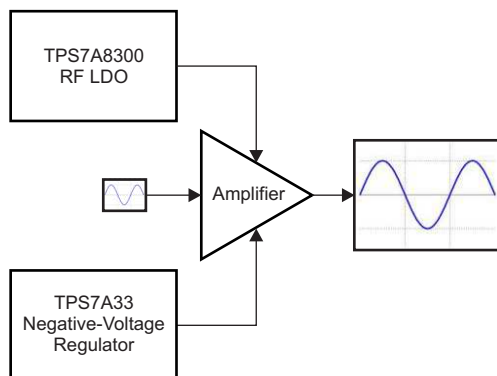 TPS7A8300
RF LDO
Amplifier
TPS7A33
Negative-Voltage
Regulator